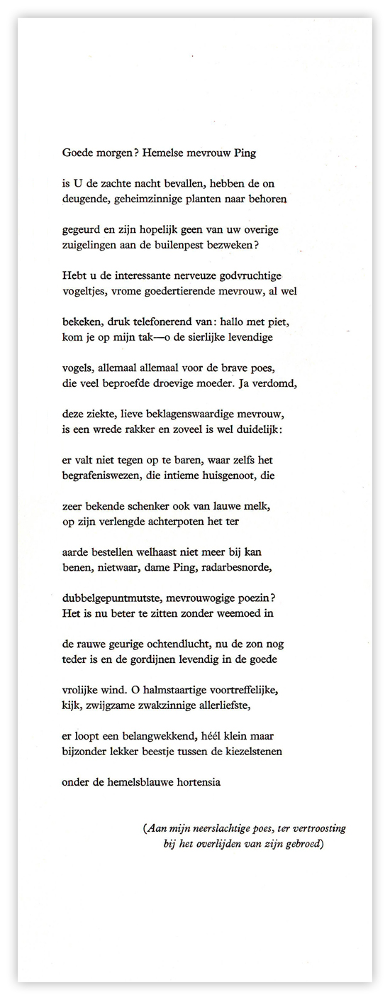 Goede morgen? Hemelse mevrouw Ping
is U de zachte nacht bevallen, hebben de on
deugende, geheimzinnige planten naar behoren
gegeurd en zijn hopelijk geen van uw overige
zuigelingen aan de builenpest bezweken?
Hebt u de interessante nerveuze godvruchtige
vogeltjes, vrome goedertierende mevrouw, al wel
bekeken, druk telefonerend van: hallo met piet,
kom je op mijn tak—o de sierlijke levendige
vogels, allemaal allemaal voor de brave poes,
die veel beproefde droevige moeder. Ja verdomd,
deze ziekte, lieve beklagenswaardige mevrouw,
is een wrede rakker en zoveel is wel duidelijk:
er valt niet tegen op te baren, waar zelfs het
begrafeniswezen, die intieme huisgenoot, die
zeer bekende schenker ook van lauwe melk,
op zijn verlengde achterpoten het ter
aarde bestellen welhaast niet meer bij kan
benen, nietwaar, dame Ping, radarbesnorde,
dubbelgepuntmutste, mevrouwogige poezin?
Het is nu beter te zitten zonder weemoed in
de rauwe geurige ochtendlucht, nu de zon nog
teder is en de gordijnen levendig in de goede
vrolijke wind. O halmstaartige voortreffelijke,
kijk, zwijgzame zwakzinnige allerliefste,
er loopt een belangwekkend, héél klein maar
bijzonder lekker beestje tussen de kiezelstenen
onder de hemelsblauwe hortensia
(Aan mijn neerslachtige poes, ter vertroosting
bij het overlijden van zijn gebroed)